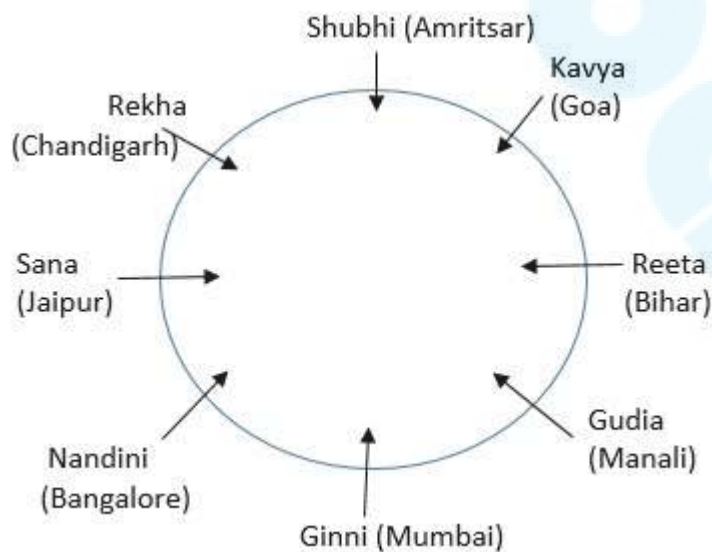 Shubhi (Amritsar)
Kavya
(Goa)
Rekha
(Chandigarh)
Sana
(Jaipur)
Reeta
(Bihar)
Gudia
(Manali)
Nandini
(Bangalore)
Ginni (Mumbai)